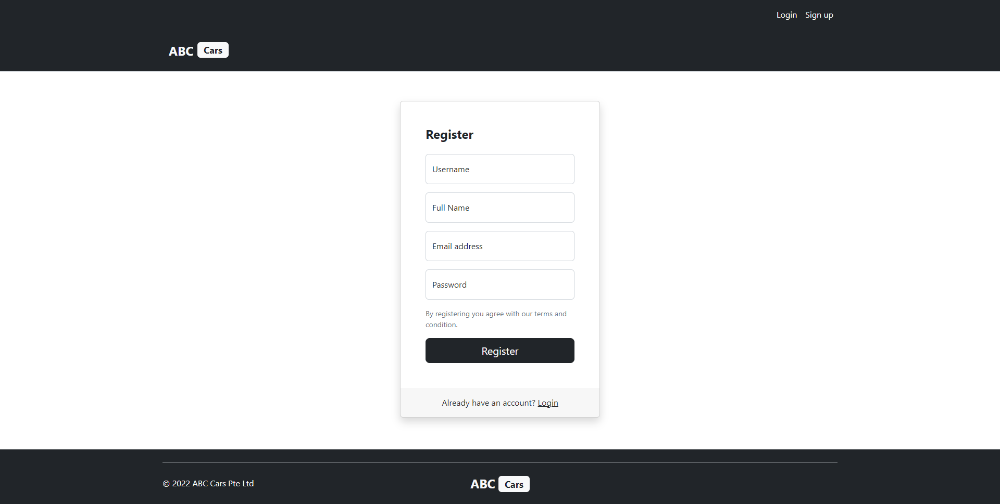 Login Sign up
ABC Cars
Register
Username
Full Name
Email address
Password
By registering you agree with our terms and
condition.
Register
Already have an account? Login
© 2022 ABC Cars Pte Ltd
ABC Cars